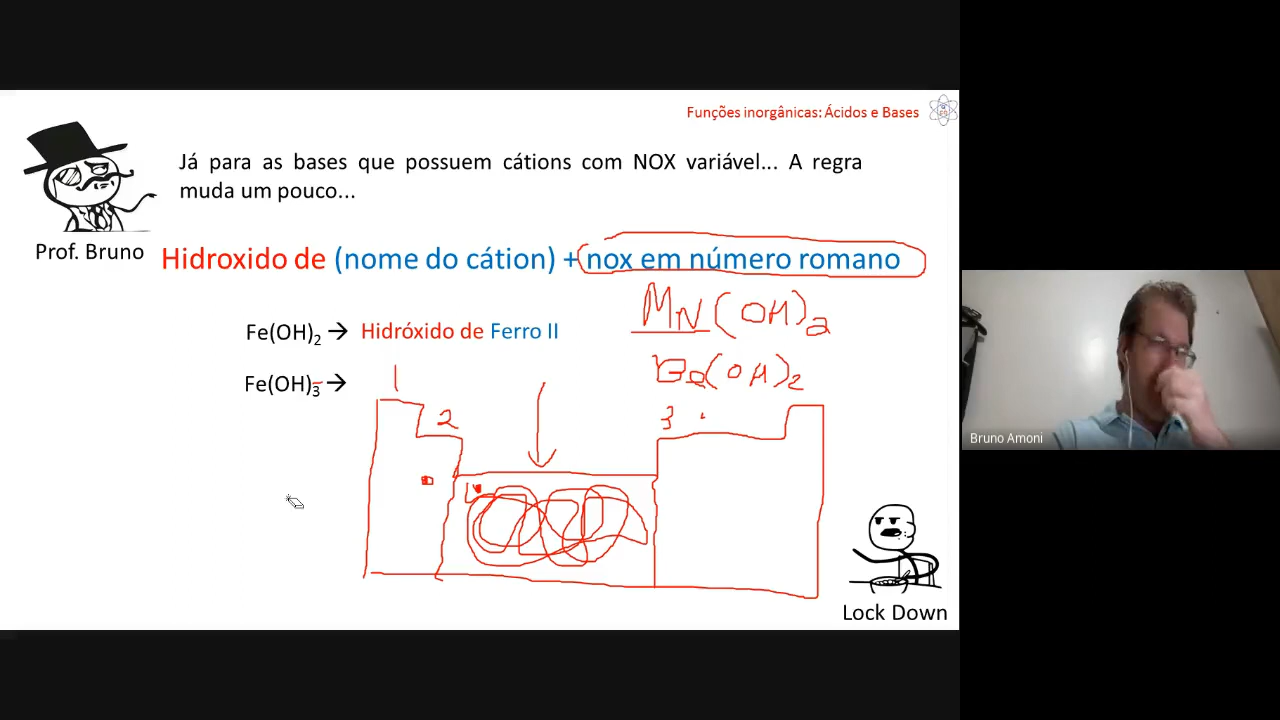 Funções inorgânicas: Ácidos e Bases
Já para as bases que possuem cátions com NOX variável... A regra
muda um pouco...
Prof. Bruno
Hidroxido de (nome do cátion) + nox em número romano
MN(OH)2
Fe(OH)2 → Hidróxido de Ferro II
(OH)2
Fe(OH)3 →
1
2
3
Bruno Amoni
Lock Down